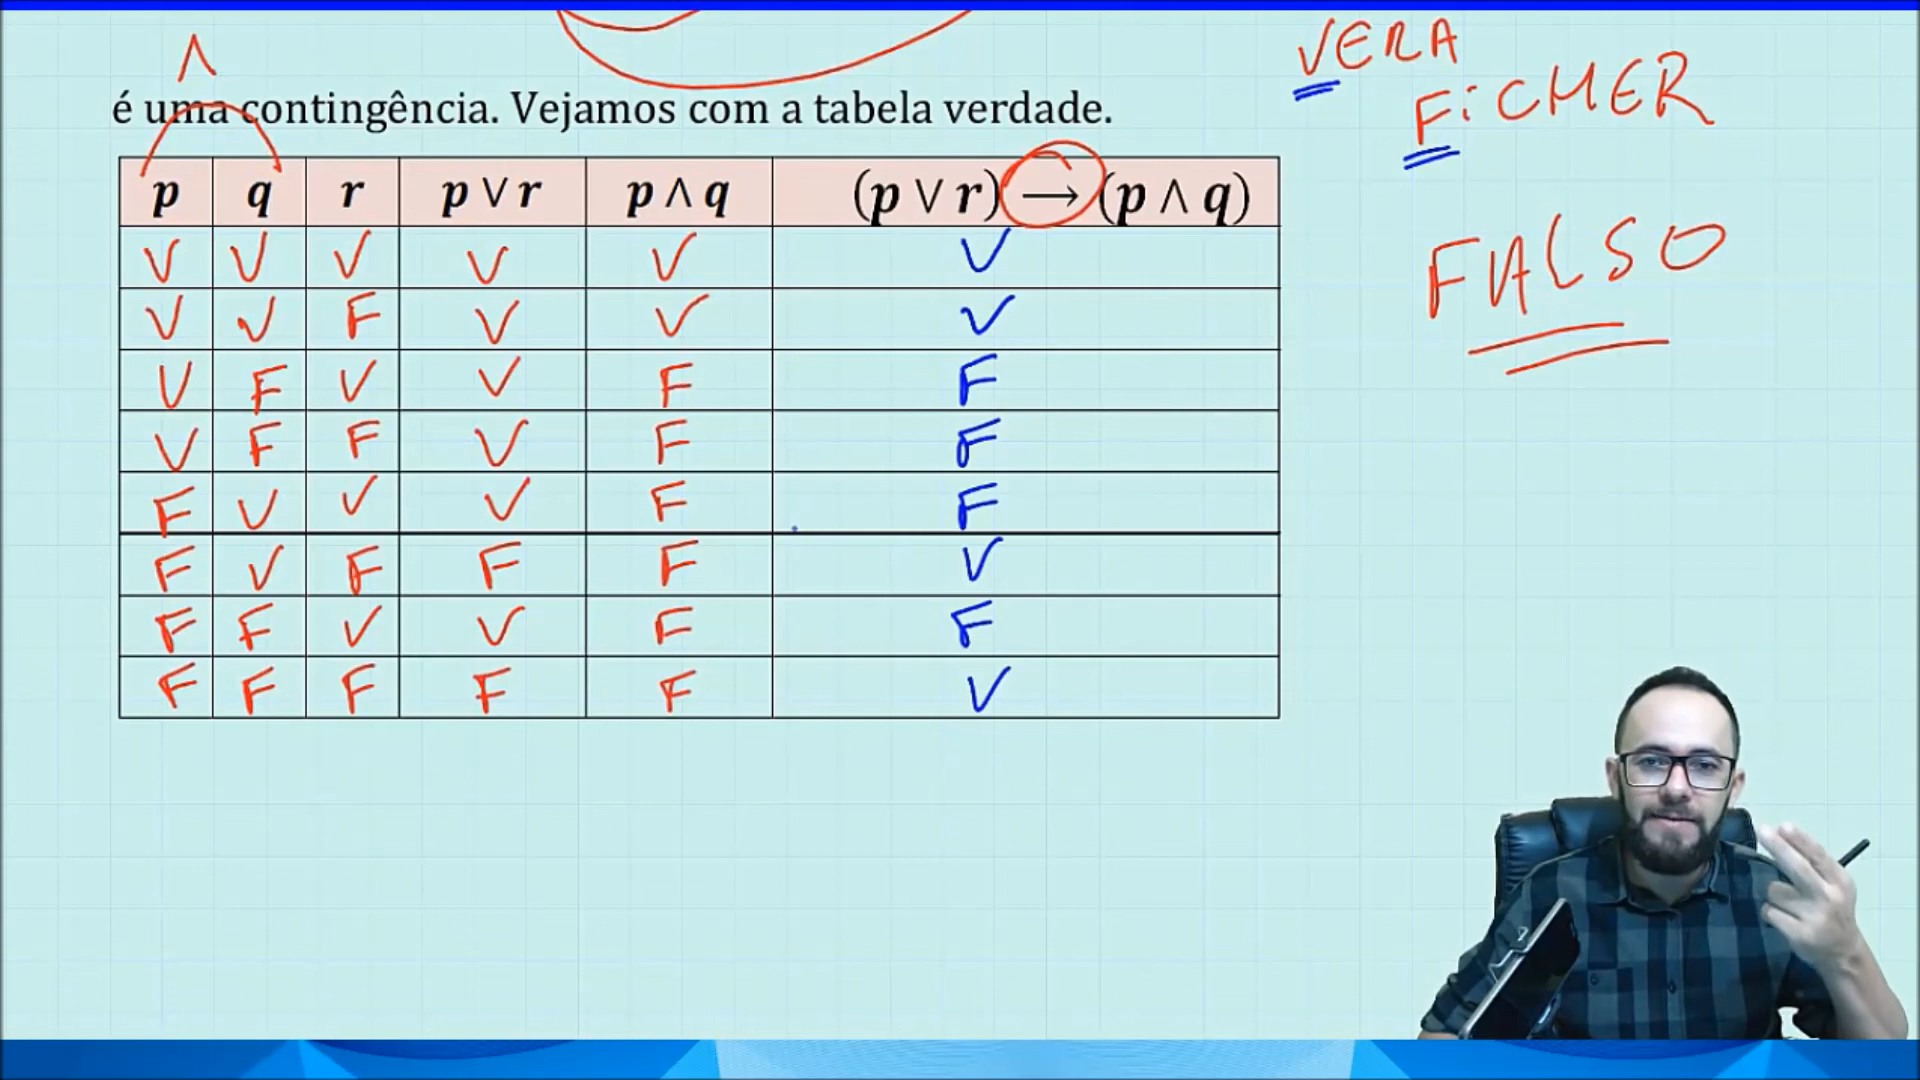 ∧
é uma contingência. Vejamos com a tabela verdade.
p q r p ∨ r p ∧ q (p ∨ r) → (p ∧ q)
V V V V V V
V V F V V V
V F V V F F
V F F V F F
F V V V F F
F V F F F V
F F V V F F
F F F F F V
VERA
FiCHER
FALSO